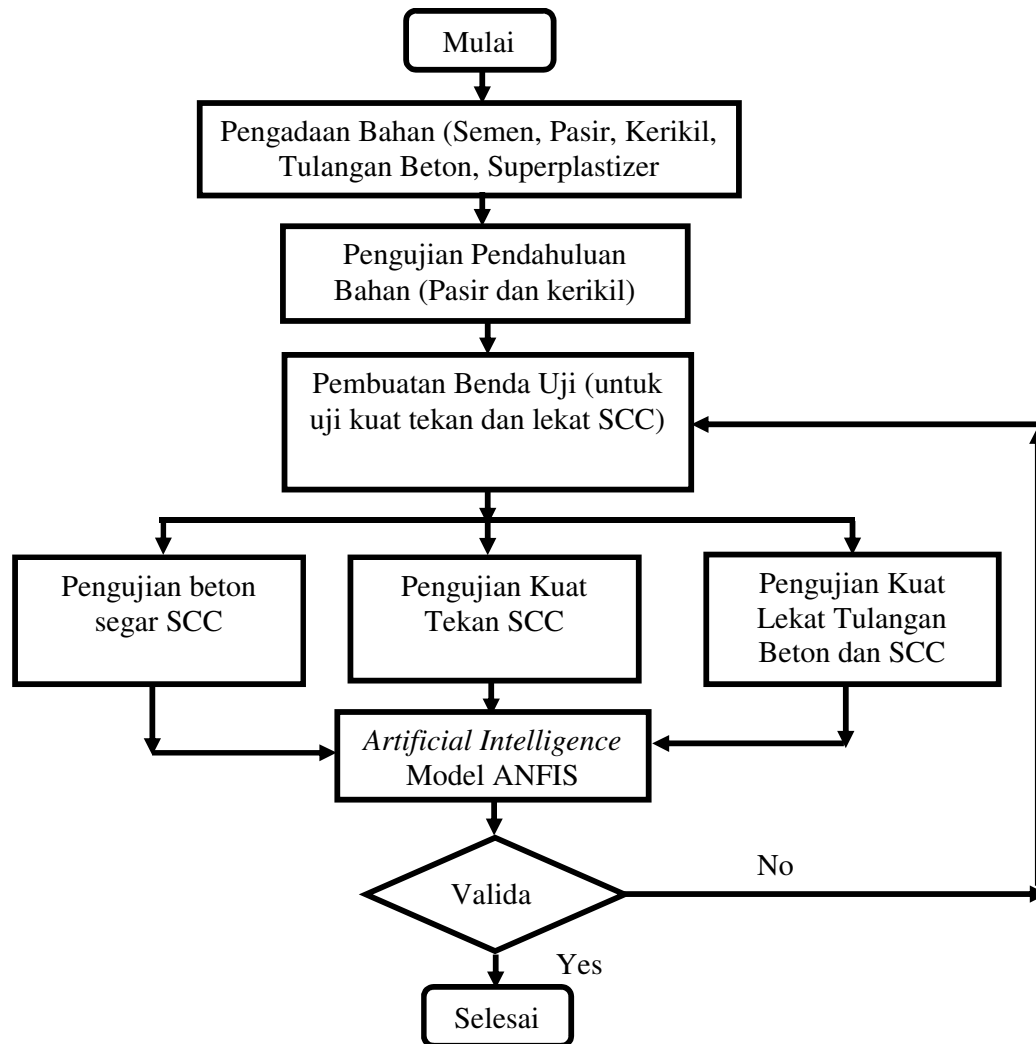 Mulai
Pengadaan Bahan (Semen, Pasir, Kerikil,
Tulangan Beton, Superplastizer
Pengujian Pendahuluan
Bahan (Pasir dan kerikil)
Pembuatan Benda Uji (untuk
uji kuat tekan dan lekat SCC)
Pengujian beton
segar SCC
Pengujian Kuat
Tekan SCC
Pengujian Kuat
Lekat Tulangan
Beton dan SCC
Artificial Intelligence
Model ANFIS
Valida
No
Yes
Selesai